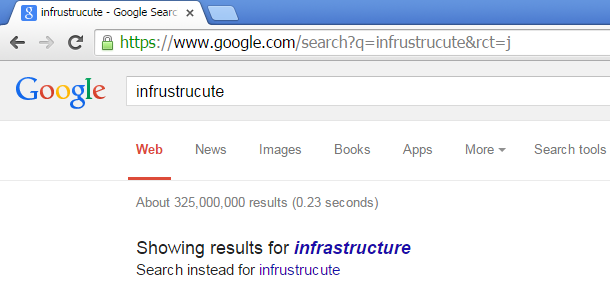 infrustrucute - Google Searc
https://www.google.com/search?q=infrustrucute&rct=j
Google infrustrucute
Web News Images Books Apps More Search tools
About 325,000,000 results (0.23 seconds)
Showing results for infrastructure
Search instead for infrustrucute